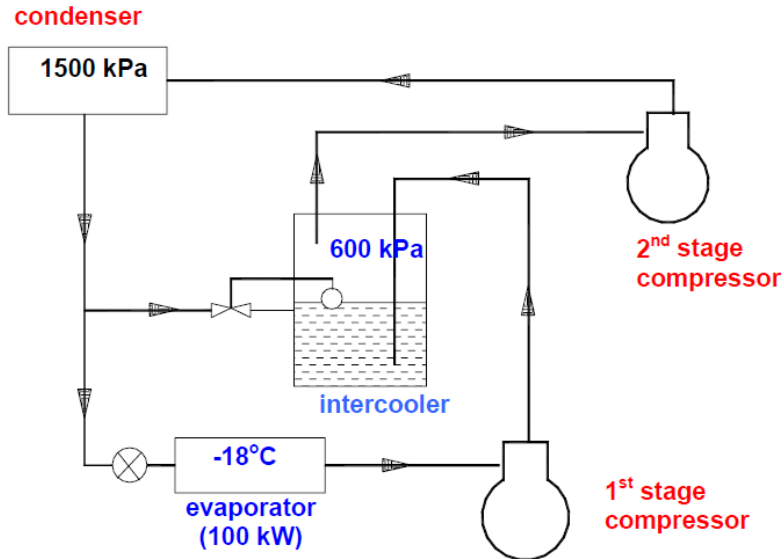 condenser
1500 kPa
600 kPa
2nd stage
compressor
intercooler
-18°C
evaporator
(100 kW)
1st stage
compressor